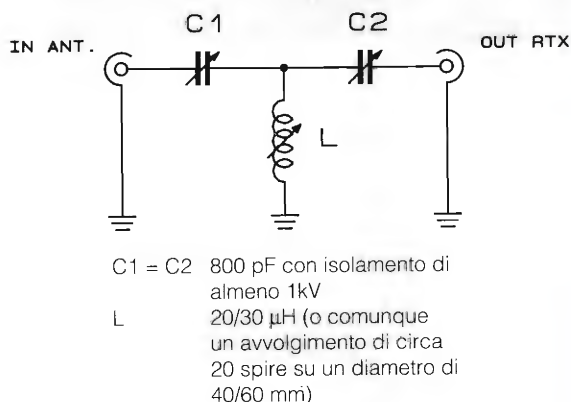 C1
C2
IN ANT.
OUT RTX
L
C1 = C2 800 pF con isolamento di
almeno 1kV
L 20/30 μH (o comunque
un avvolgimento di circa
20 spire su un diametro di
40/60 mm)